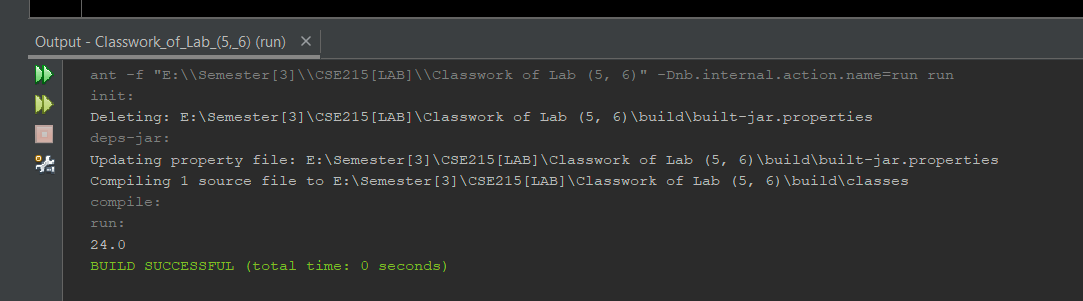 Output - Classwork_of_Lab_(5,_6) (run) ×
ant -f "E:\\Semester[3]\\CSE215[LAB]\\Classwork of Lab (5, 6)" -Dnb.internal.action.name=run run
init:
Deleting: E:\Semester[3]\CSE215[LAB]\Classwork of Lab (5, 6)\build\built-jar.properties
deps-jar:
Updating property file: E:\Semester[3]\CSE215[LAB]\Classwork of Lab (5, 6)\build\built-jar.properties
Compiling 1 source file to E:\Semester[3]\CSE215[LAB]\Classwork of Lab (5, 6)\build\classes
compile:
run:
24.0
BUILD SUCCESSFUL (total time: 0 seconds)